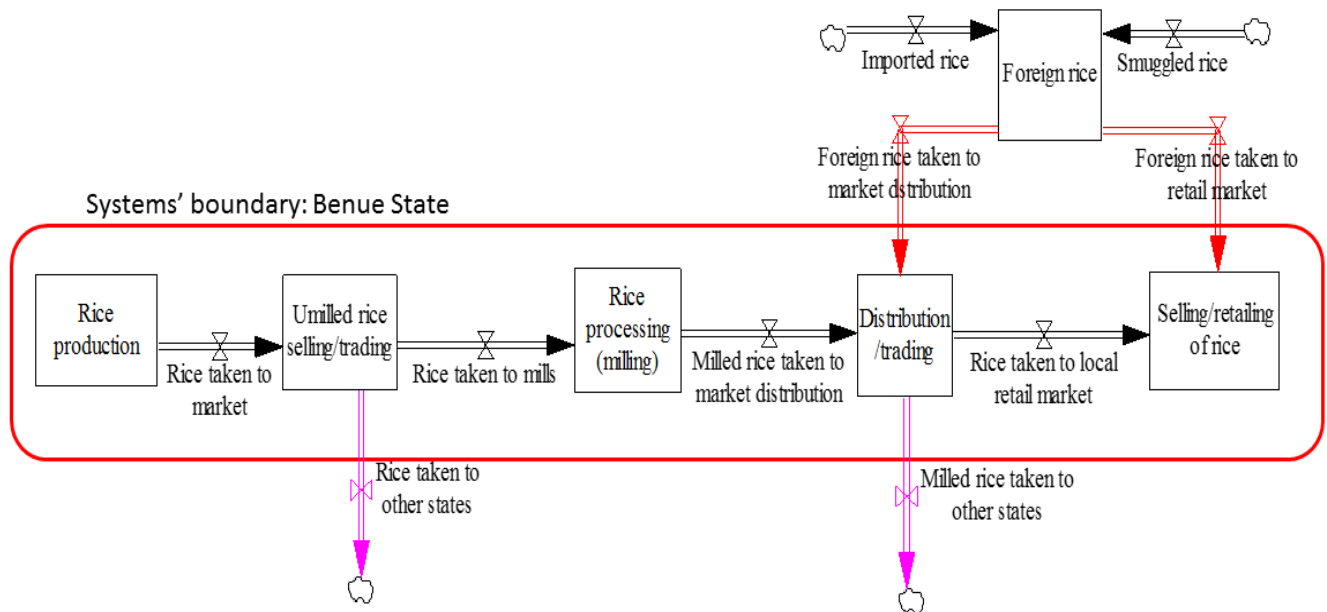 Imported rice
Foreign rice
Smuggled rice
Foreign rice taken to
market dstribution
Foreign rice taken to
retail market
Systems’ boundary: Benue State
Rice
production
Rice taken to
market
Umilled rice
selling/trading
Rice taken to mills
Rice
processing
(milling)
Milled rice taken to
market distribution
Distribution
/trading
Rice taken to local
retail market
Selling/retailing
of rice
Rice taken to
other states
Milled rice taken to
other states